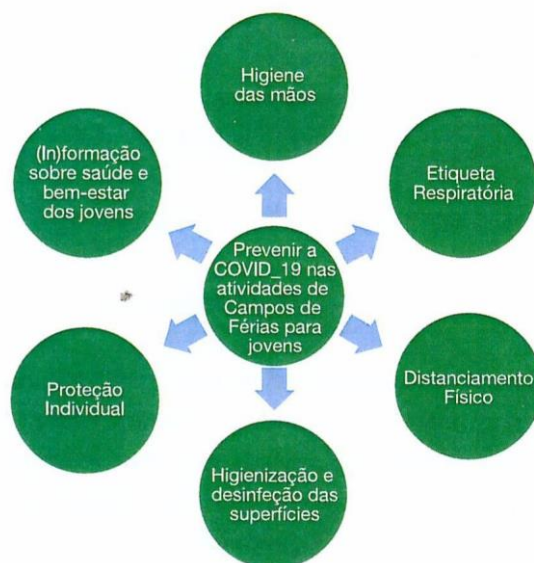 Higiene
das mãos
Etiqueta
Respiratória
Distanciamento
Físico
Higienização e
desinfeção das
superfícies
Proteção
Individual
(In)formação
sobre saúde e
bem-estar
dos jovens
Prevenir a
COVID_19 nas
atividades de
Campos de
Férias para
jovens